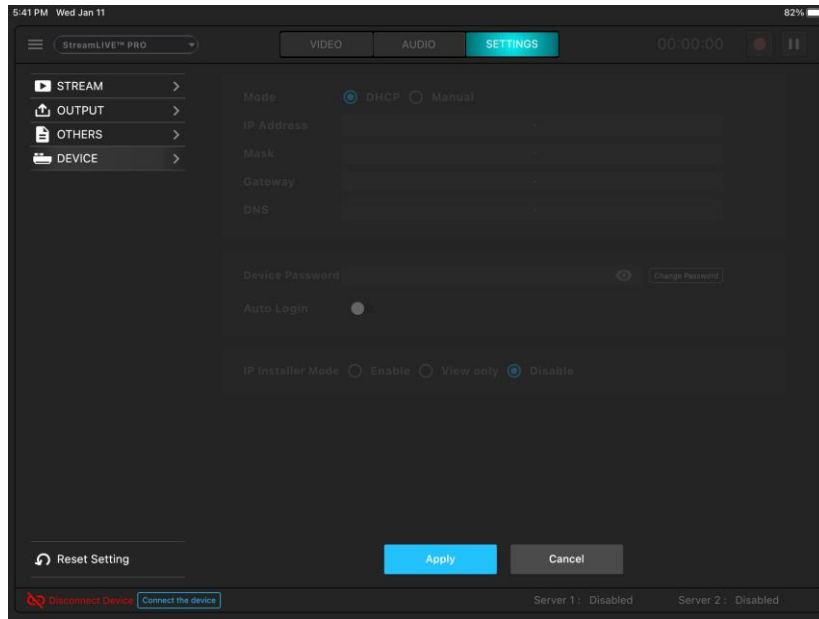 5:41 PM Wed Jan 11
82%
StreamLIVE™ PRO
VIDEO
AUDIO
SETTINGS
00:00:00
STREAM
OUTPUT
OTHERS
DEVICE
Mode DHCP Manual
IP Address
Mask
Gateway
DNS
Device Password Change Password
Auto Login
IP Installer Mode Enable View only Disable
Reset Setting
Apply
Cancel
Disconnect Device Connect the device
Server 1 : Disabled
Server 2 : Disabled